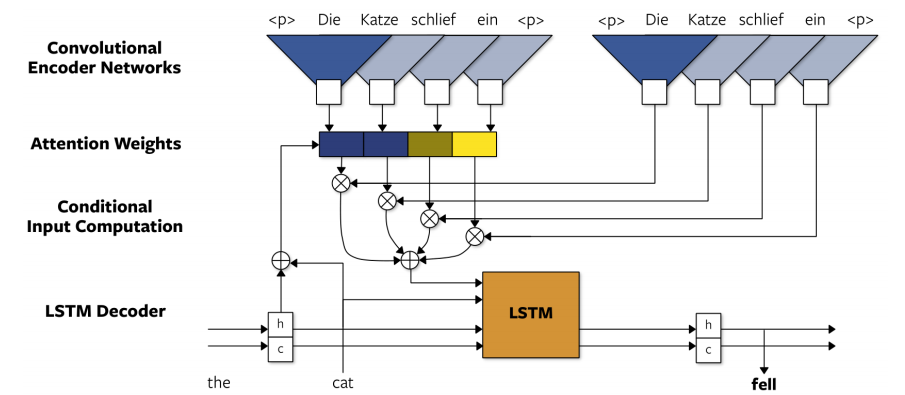 <p> Die Katze schlief ein <p>
<p> Die Katze schlief ein <p>
Convolutional
Encoder Networks
Attention Weights
Conditional
Input Computation
LSTM Decoder
LSTM
h
c
h
c
the
cat
fell